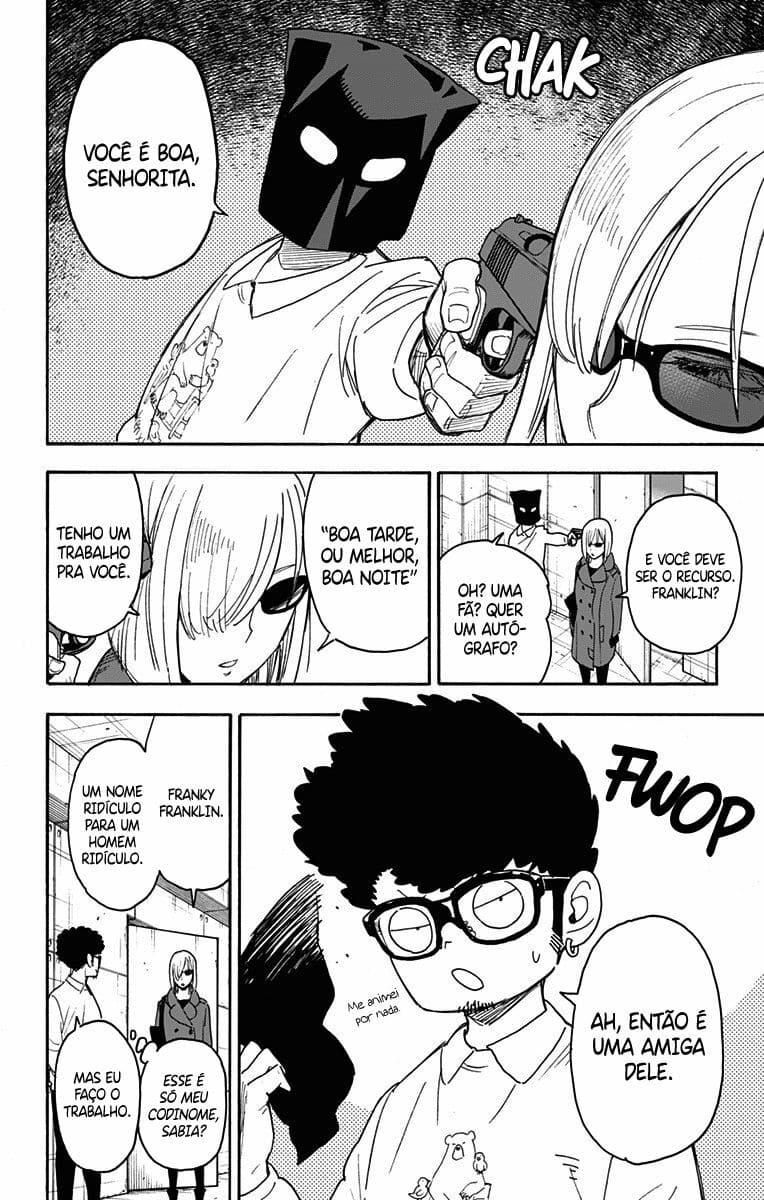 CHAK
VOCÊ É BOA,
SENHORITA.
E VOCÊ DEVE
SER O RECURSO.
FRANKLIN?
OH? UMA
FÃ? QUER
UM AUTÓ-
GRAFO?
"BOA TARDE,
OU MELHOR,
BOA NOITE"
TENHO UM
TRABALHO
PRA VOCÊ.
FWOP
AH, ENTÃO É
UMA AMIGA
DELE.
Me animei
por nada.
FRANKY
FRANKLIN.
UM NOME
RIDÍCULO
PARA UM
HOMEM
RIDÍCULO.
ESSE É
SÓ MEU
CODINOME,
SABIA?
MAS EU
FAÇO O
TRABALHO.